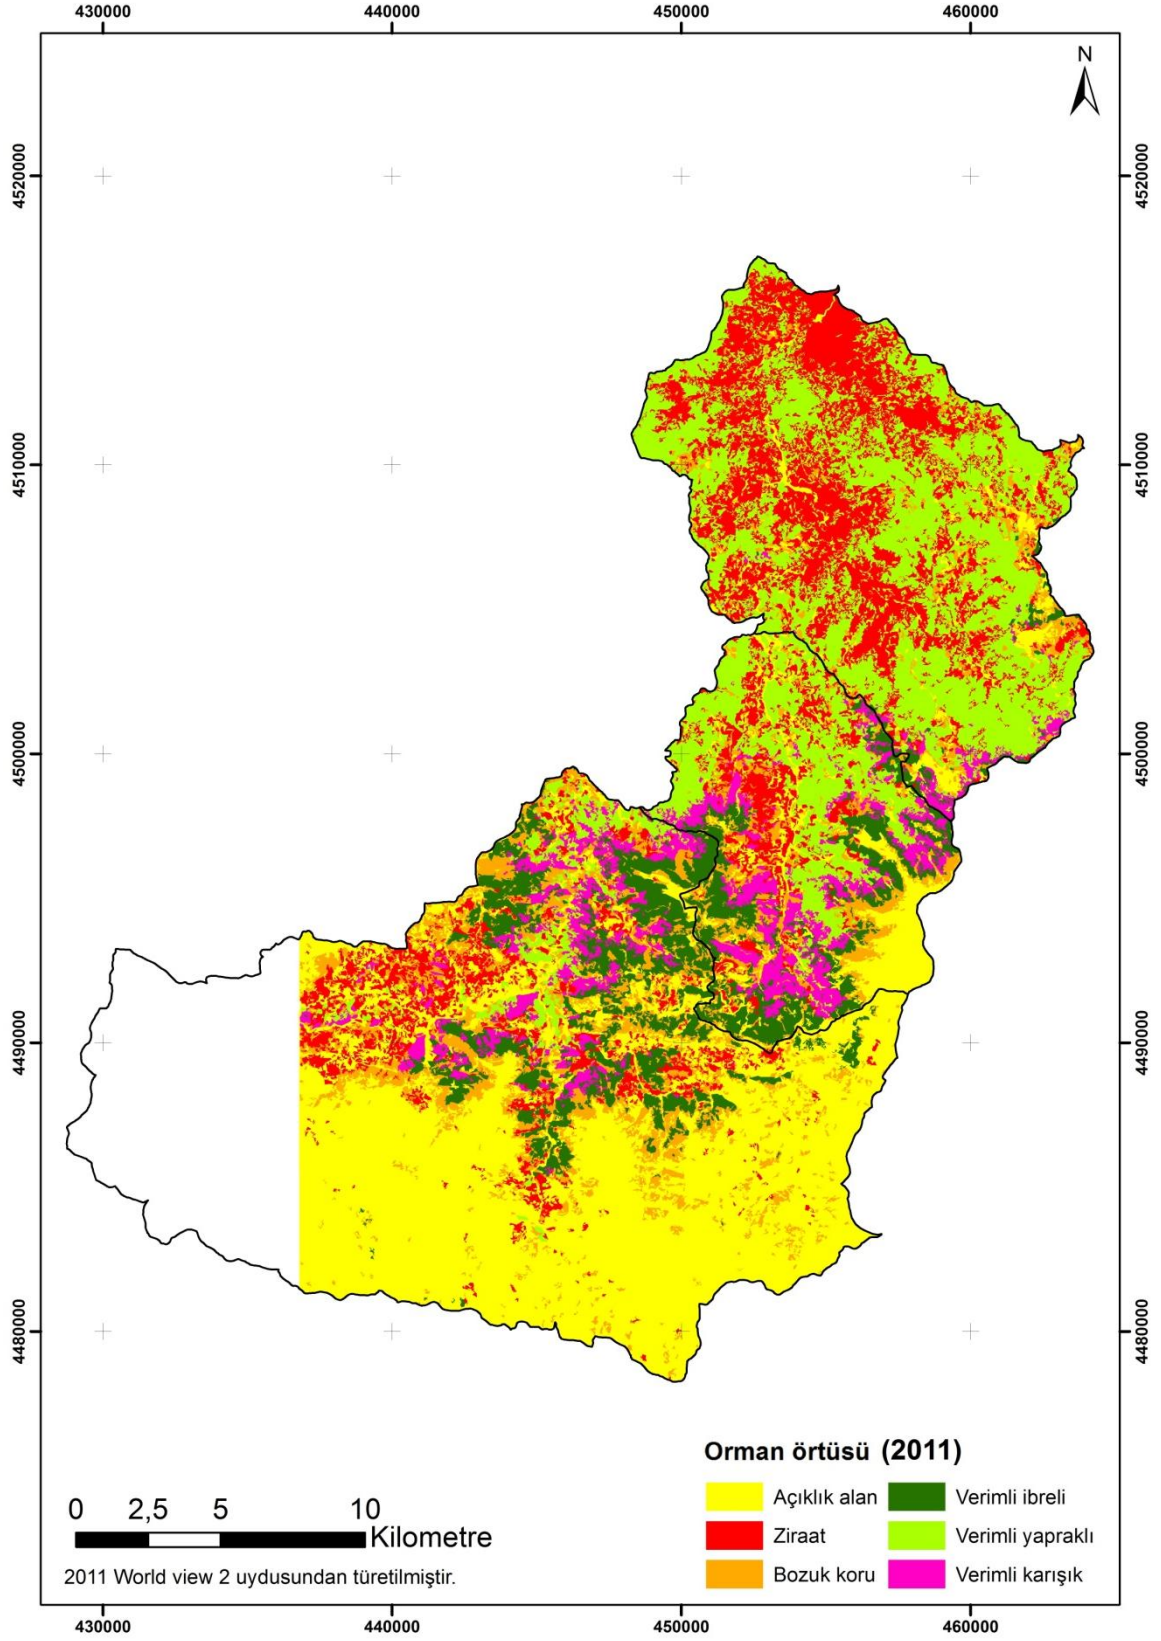 430000 440000 450000 460000
N
4520000 4520000
4510000 4510000
4500000 4500000
4490000 4490000
4480000 4480000
Orman örtüsü (2011)
Açıklık alan Verimli ibreli
Ziraat Verimli yapraklı
Bozuk koru Verimli karışık
0 2,5 5 10
Kilometre
2011 World view 2 uydusundan türetilmiştir.
430000 440000 450000 460000